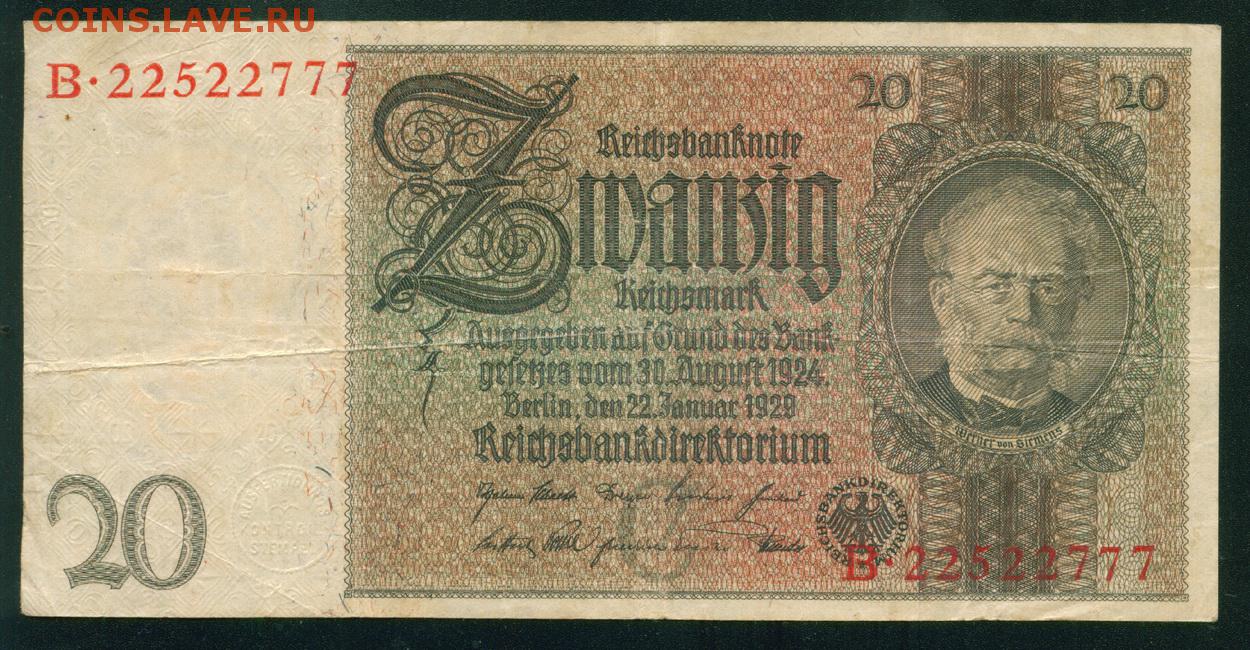 COINS.LAVE.RU
B·22522777
20
20
Reichsbanknote
Zwanzig
Reichsmark
Ausgegeben auf Grund des Bank-
gesetzes vom 30. August 1924.
Berlin, den 22. Januar 1929
Reichsbankdirektorium
Werner von Siemens
REICHSBANKDIREKTORIUM
B·22522777
20